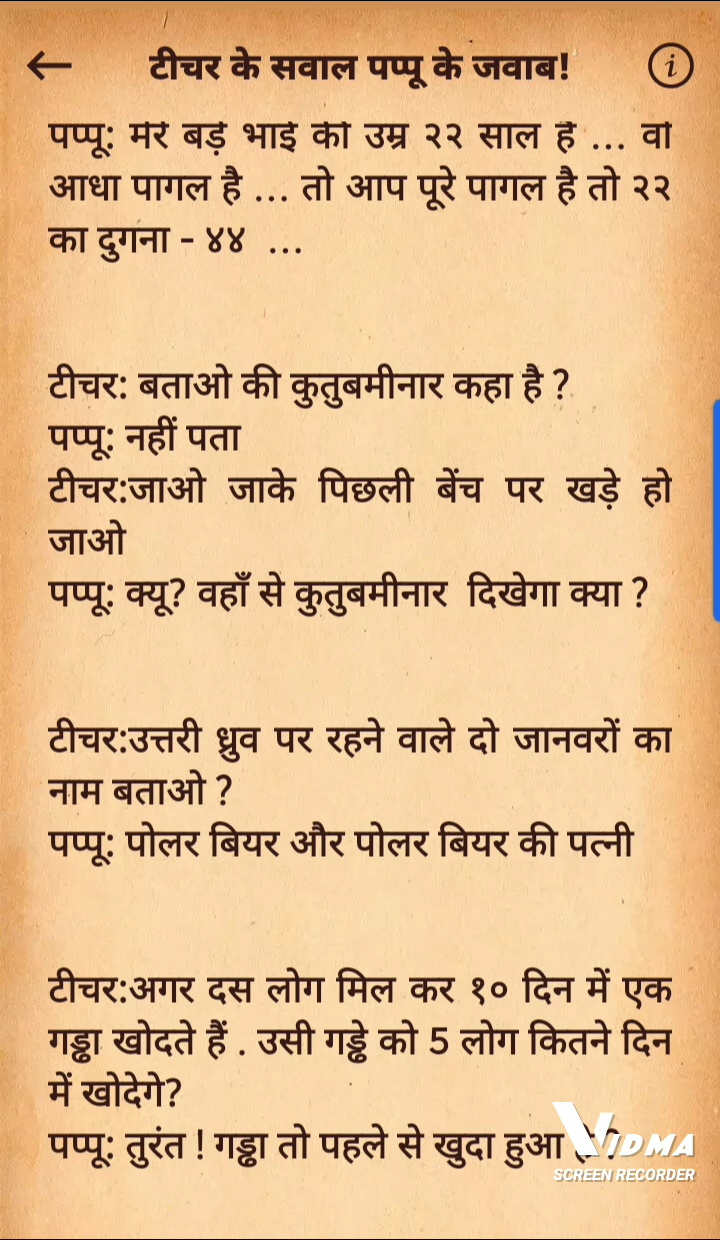 टीचर के सवाल पप्पू के जवाब!
पप्पू: मेरे बड़े भाई की उम्र २२ साल है ... वो
आधा पागल है ... तो आप पूरे पागल है तो २२
का दुगना - ४४ ...
टीचर: बताओ की कुतुबमीनार कहा है ?
पप्पू: नहीं पता
टीचर:जाओ जाके पिछली बेंच पर खड़े हो
जाओ
पप्पू: क्यू? वहाँ से कुतुबमीनार दिखेगा क्या ?
टीचर:उत्तरी ध्रुव पर रहने वाले दो जानवरों का
नाम बताओ ?
पप्पू: पोलर बियर और पोलर बियर की पत्नी
टीचर:अगर दस लोग मिल कर १० दिन में एक
गड्ढा खोदते हैं . उसी गड्ढे को 5 लोग कितने दिन
में खोदेगे?
पप्पू: तुरंत ! गड्ढा तो पहले से खुदा हुआ
VIDMA
SCREEN RECORDER